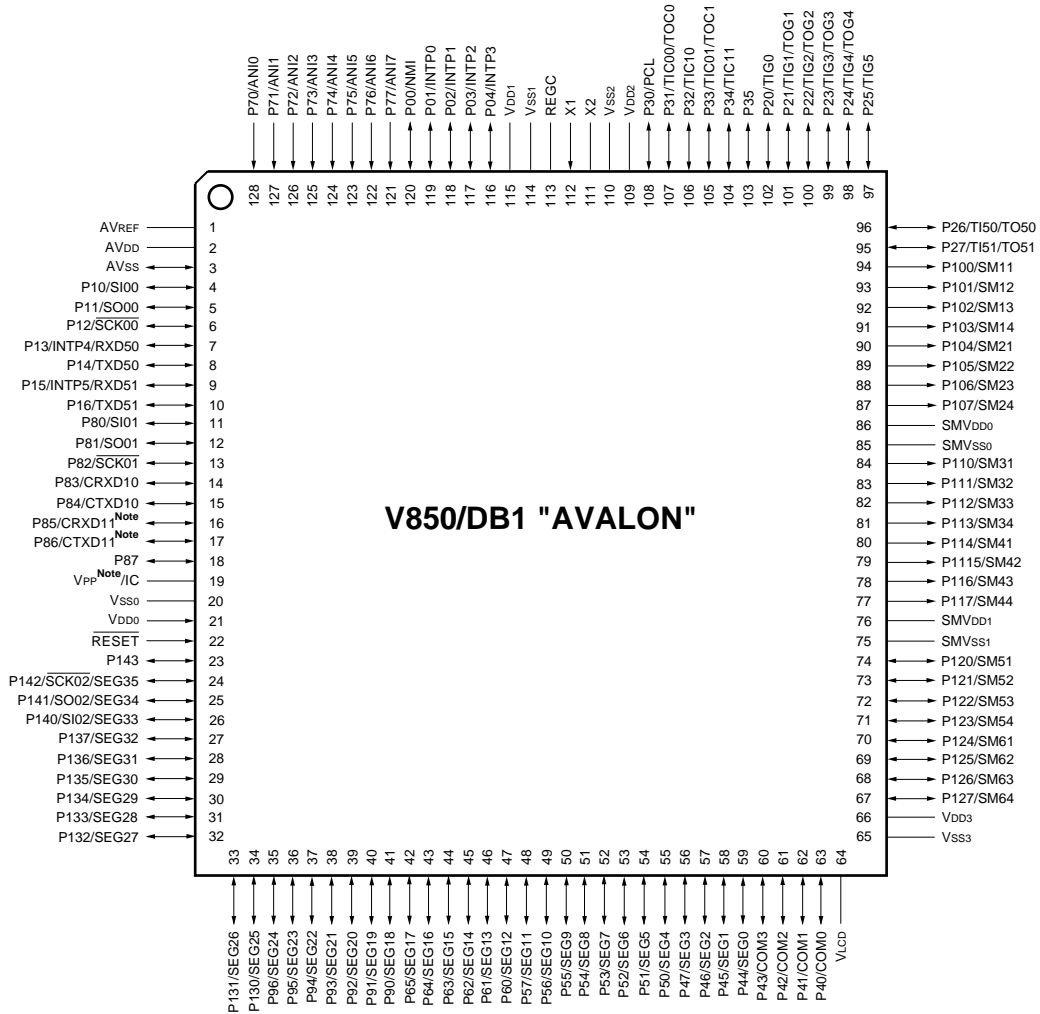 P70/ANI0
P71/ANI1
P72/ANI2
P73/ANI3
P74/ANI4
P75/ANI5
P76/ANI6
P77/ANI7
P00/NMI
P01/INTP0
P02/INTP1
P03/INTP2
P04/INTP3
VDD1
VSS1
REGC
X1
X2
VSS2
VDD2
P30/PCL
P31/TIC00/TOC0
P32/TIC10
P33/TIC01/TOC1
P34/TIC11
P35
P20/TIG0
P21/TIG1/TOG1
P22/TIG2/TOG2
P23/TIG3/TOG3
P24/TIG4/TOG4
P25/TIG5
128 127 126 125 124 123 122 121 120 119 118 117 116 115 114 113 112 111 110 109 108 107 106 105 104 103 102 101 100 99 98 97
AVREF 1
AVDD 2
AVSS 3
P10/SI00 4
P11/SO00 5
P12/SCK00 6
P13/INTP4/RXD50 7
P14/TXD50 8
P15/INTP5/RXD51 9
P16/TXD51 10
P80/SI01 11
P81/SO01 12
P82/SCK01 13
P83/CRXD10 14
P84/CTXD10 15
P85/CRXD11Note 16
P86/CTXD11Note 17
P87 18
VPPNote/IC 19
VSS0 20
VDD0 21
RESET 22
P143 23
P142/SCK02/SEG35 24
P141/SO02/SEG34 25
P140/SI02/SEG33 26
P137/SEG32 27
P136/SEG31 28
P135/SEG30 29
P134/SEG29 30
P133/SEG28 31
P132/SEG27 32
V850/DB1 "AVALON"
96 P26/TI50/TO50
95 P27/TI51/TO51
94 P100/SM11
93 P101/SM12
92 P102/SM13
91 P103/SM14
90 P104/SM21
89 P105/SM22
88 P106/SM23
87 P107/SM24
86 SMVDD0
85 SMVSS0
84 P110/SM31
83 P111/SM32
82 P112/SM33
81 P113/SM34
80 P114/SM41
79 P1115/SM42
78 P116/SM43
77 P117/SM44
76 SMVDD1
75 SMVSS1
74 P120/SM51
73 P121/SM52
72 P122/SM53
71 P123/SM54
70 P124/SM61
69 P125/SM62
68 P126/SM63
67 P127/SM64
66 VDD3
65 VSS3
33 34 35 36 37 38 39 40 41 42 43 44 45 46 47 48 49 50 51 52 53 54 55 56 57 58 59 60 61 62 63 64
P131/SEG26
P130/SEG25
P96/SEG24
P95/SEG23
P94/SEG22
P93/SEG21
P92/SEG20
P91/SEG19
P90/SEG18
P65/SEG17
P64/SEG16
P63/SEG15
P62/SEG14
P61/SEG13
P60/SEG12
P57/SEG11
P56/SEG10
P55/SEG9
P54/SEG8
P53/SEG7
P52/SEG6
P51/SEG5
P50/SEG4
P47/SEG3
P46/SEG2
P45/SEG1
P44/SEG0
P43/COM3
P42/COM2
P41/COM1
P40/COM0
VLCD